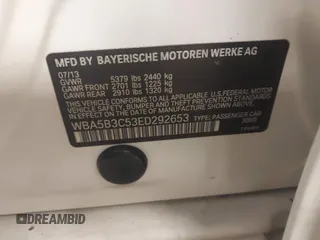 MFD BY BAYERISCHE MOTOREN WERKE AG
07/13
GVWR 5379 lbs 2440 kg
GAWR FRONT 2701 lbs 1225 kg
GAWR REAR 2910 lbs 1320 kg
THIS VEHICLE CONFORMS TO ALL APPLICABLE U.S. FEDERAL MOTOR
VEHICLE SAFETY, BUMPER, AND THEFT PREVENTION STANDARDS
IN EFFECT ON THE DATE OF MANUFACTURE SHOWN ABOVE.
WBA5B3C53ED292653 TYPE: PASSENGER CAR
DREAMBID